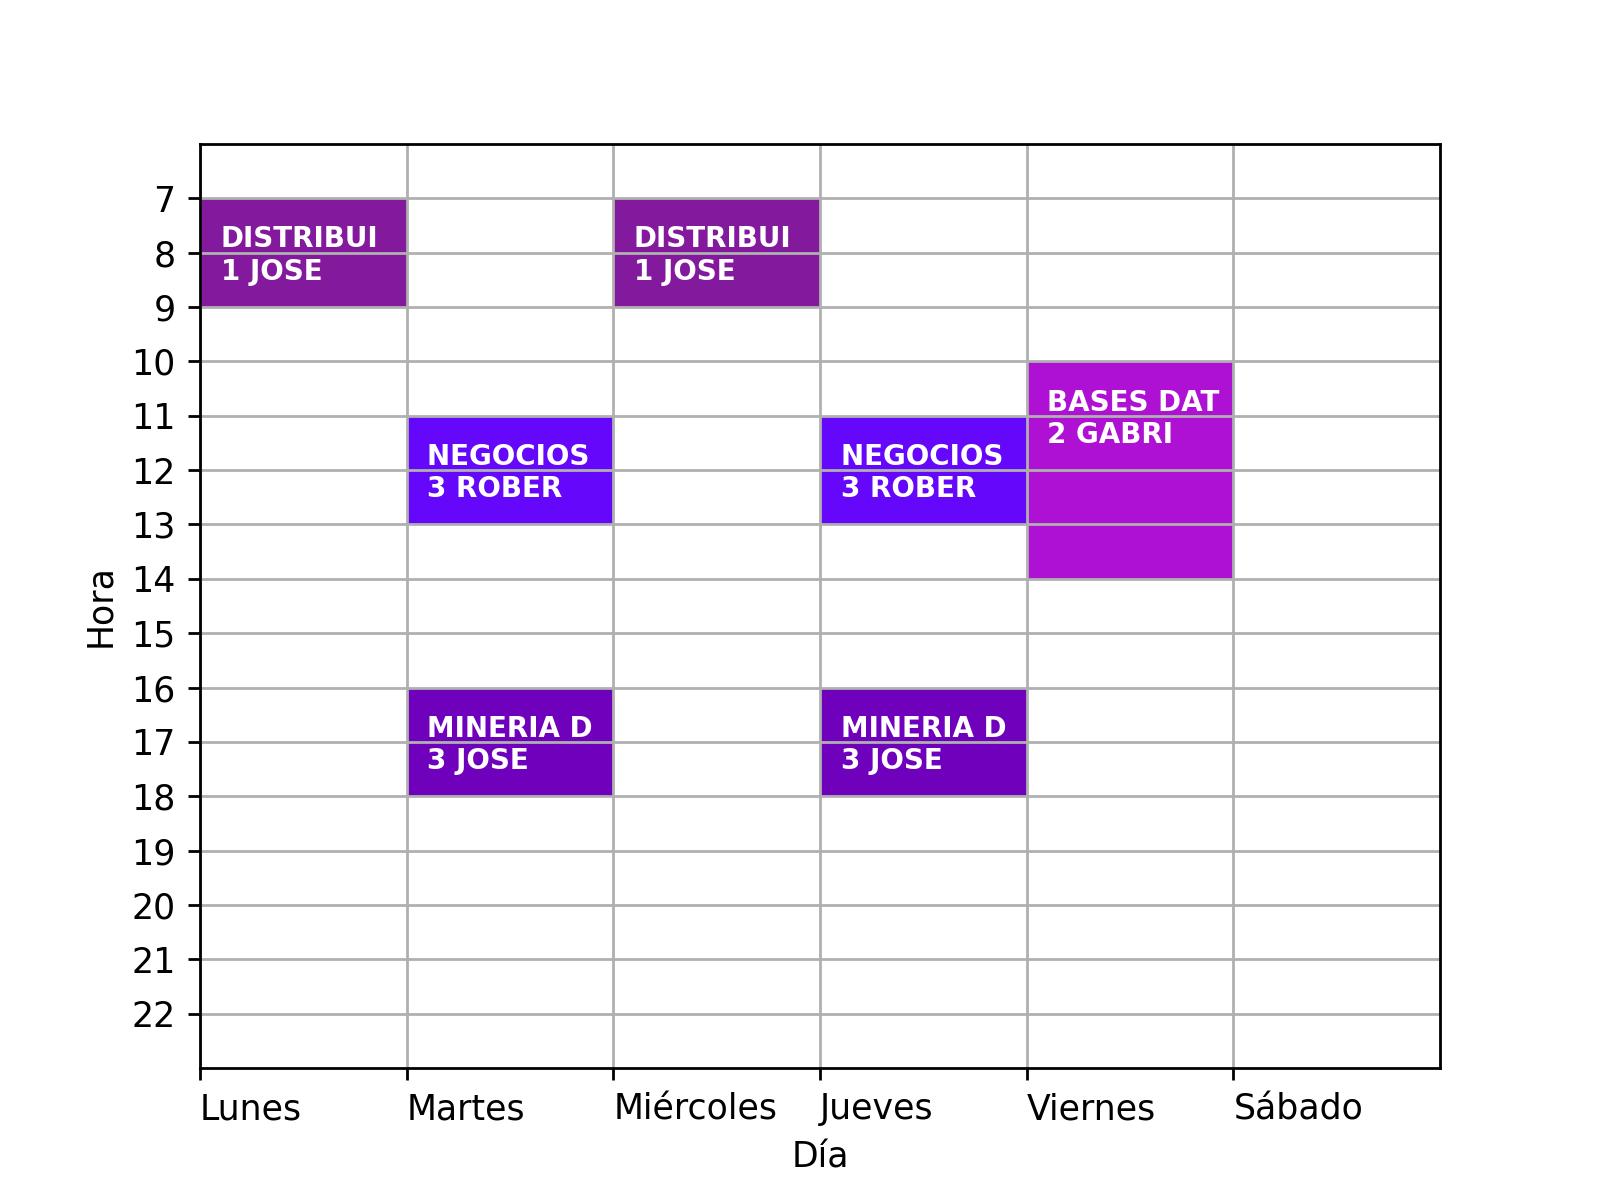 7
DISTRIBUI
1 JOSE
DISTRIBUI
1 JOSE
8
9
10
BASES DAT
2 GABRI
11
NEGOCIOS
3 ROBER
NEGOCIOS
3 ROBER
12
13
14
Hora
15
16
MINERIA D
3 JOSE
MINERIA D
3 JOSE
17
18
19
20
21
22
Lunes Martes Miércoles Jueves Viernes Sábado
Día